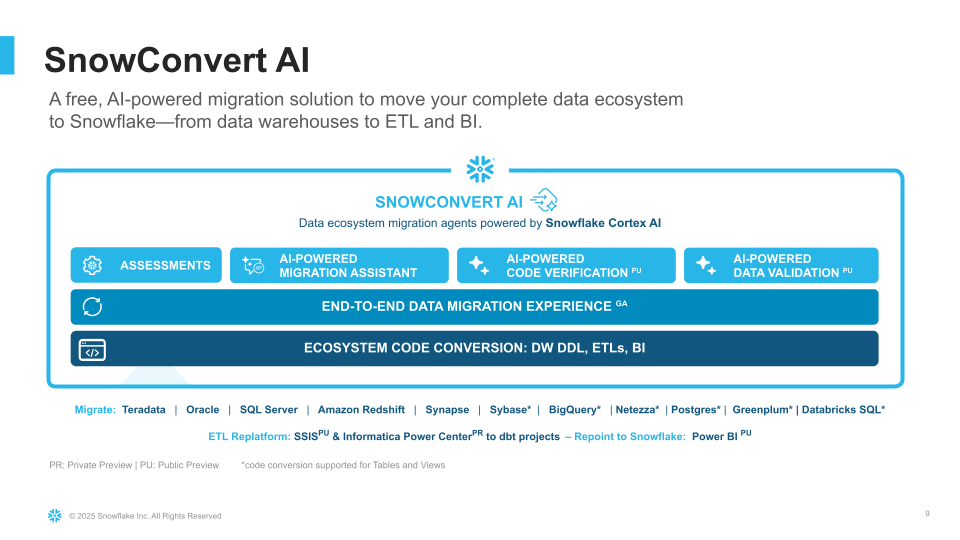 SnowConvert AI
A free, AI-powered migration solution to move your complete data ecosystem
to Snowflake—from data warehouses to ETL and BI.
SNOWCONVERT AI
Data ecosystem migration agents powered by Snowflake Cortex AI
ASSESSMENTS
AI-POWERED
MIGRATION ASSISTANT
AI-POWERED
CODE VERIFICATION PU
AI-POWERED
DATA VALIDATION PU
END-TO-END DATA MIGRATION EXPERIENCE GA
ECOSYSTEM CODE CONVERSION: DW DDL, ETLs, BI
Migrate: Teradata | Oracle | SQL Server | Amazon Redshift | Synapse | Sybase* | BigQuery* | Netezza* | Postgres* | Greenplum* | Databricks SQL*
ETL Replatform: SSISPU & Informatica Power CenterPR to dbt projects – Repoint to Snowflake: Power BI PU
PR: Private Preview | PU: Public Preview *code conversion supported for Tables and Views
© 2025 Snowflake Inc. All Rights Reserved
9